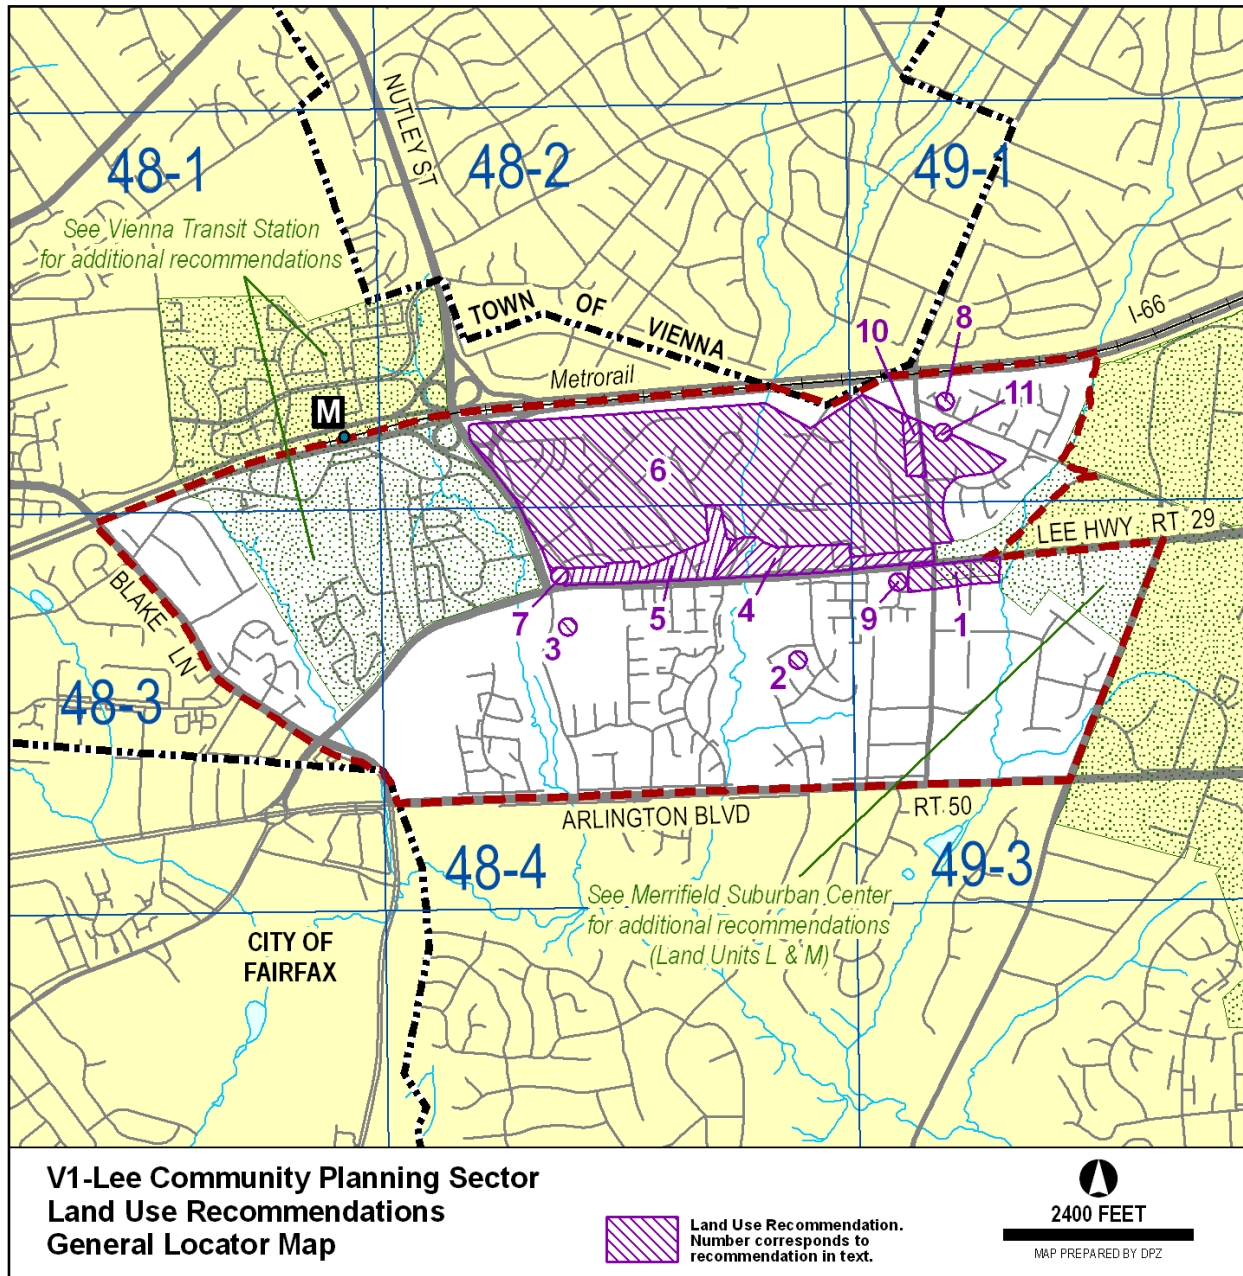 NUTLEY ST
48-1
48-2
49-1
See Vienna Transit Station
for additional recommendations
TOWN OF VIENNA
I-66
10
8
Metrorail
M
11
6
LEE HWY RT 29
BLAKE LN
7
3
5
4
9
1
2
48-3
ARLINGTON BLVD
RT 50
48-4
49-3
See Merrifield Suburban Center
for additional recommendations
(Land Units L & M)
CITY OF
FAIRFAX
V1-Lee Community Planning Sector
Land Use Recommendations
General Locator Map
Land Use Recommendation.
Number corresponds to
recommendation in text.
2400 FEET
MAP PREPARED BY DPZ